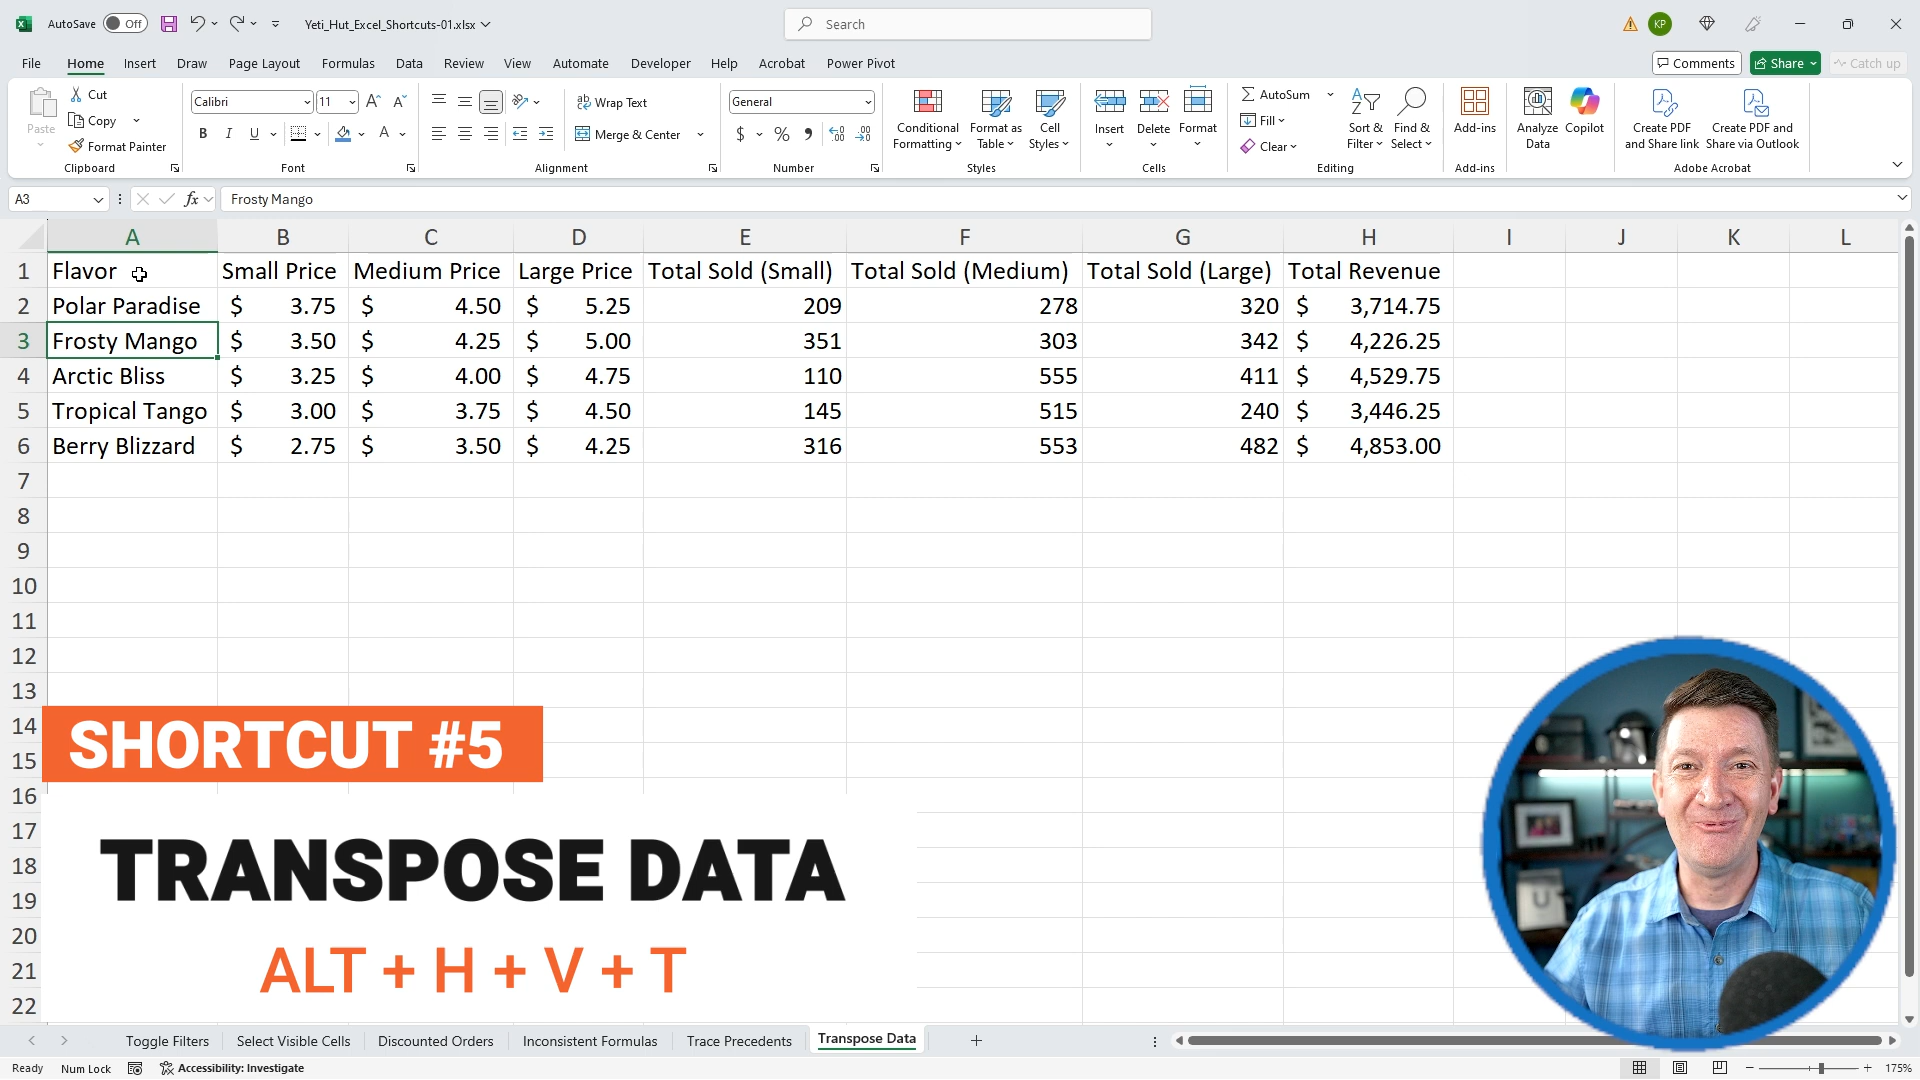 AutoSave Off Yeti_Hut_Excel_Shortcuts-01.xlsx Search KP
File Home Insert Draw Page Layout Formulas Data Review View Automate Developer Help Acrobat Power Pivot Comments Share Catch up
Paste
Cut
Copy
Format Painter
Calibri 11
B I U
Wrap Text
Merge & Center
General
$ % 9
Conditional Formatting
Format as Table
Cell Styles
Insert Delete Format
AutoSum
Fill
Clear
Sort & Filter
Find & Select
Add-ins
Analyze Data
Copilot
Create PDF and Share link
Create PDF and Share via Outlook
Clipboard Font Alignment Number Styles Cells Editing Add-ins Adobe Acrobat
A3 fx Frosty Mango
A B C D E F G H I J K L
1 Flavor Small Price Medium Price Large Price Total Sold (Small) Total Sold (Medium) Total Sold (Large) Total Revenue
2 Polar Paradise $ 3.75 $ 4.50 $ 5.25 209 278 320 $ 3,714.75
3 Frosty Mango $ 3.50 $ 4.25 $ 5.00 351 303 342 $ 4,226.25
4 Arctic Bliss $ 3.25 $ 4.00 $ 4.75 110 555 411 $ 4,529.75
5 Tropical Tango $ 3.00 $ 3.75 $ 4.50 145 515 240 $ 3,446.25
6 Berry Blizzard $ 2.75 $ 3.50 $ 4.25 316 553 482 $ 4,853.00
7
8
9
10
11
12
13
14
15
16
17
18
19
20
21
22
SHORTCUT #5
TRANSPOSE DATA
ALT + H + V + T
Toggle Filters Select Visible Cells Discounted Orders Inconsistent Formulas Trace Precedents Transpose Data
Ready Num Lock Accessibility: Investigate 175%